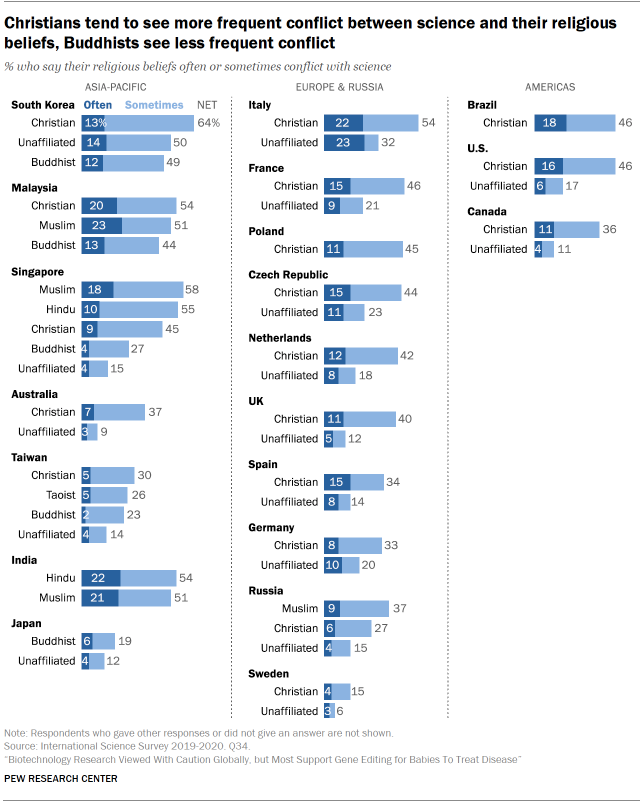 Christians tend to see more frequent conflict between science and their religious
beliefs, Buddhists see less frequent conflict
% who say their religious beliefs often or sometimes conflict with science
ASIA-PACIFIC
South Korea Often Sometimes NET
Christian 13% 64%
Unaffiliated 14 50
Buddhist 12 49
Malaysia
Christian 20 54
Muslim 23 51
Buddhist 13 44
Singapore
Muslim 18 58
Hindu 10 55
Christian 9 45
Buddhist 4 27
Unaffiliated 4 15
Australia
Christian 7 37
Unaffiliated 3 9
Taiwan
Christian 5 30
Taoist 5 26
Buddhist 2 23
Unaffiliated 4 14
India
Hindu 22 54
Muslim 21 51
Japan
Buddhist 6 19
Unaffiliated 4 12
EUROPE & RUSSIA
Italy
Christian 22 54
Unaffiliated 23 32
France
Christian 15 46
Unaffiliated 9 21
Poland
Christian 11 45
Czech Republic
Christian 15 44
Unaffiliated 11 23
Netherlands
Christian 12 42
Unaffiliated 8 18
UK
Christian 11 40
Unaffiliated 5 12
Spain
Christian 15 34
Unaffiliated 8 14
Germany
Christian 8 33
Unaffiliated 10 20
Russia
Muslim 9 37
Christian 6 27
Unaffiliated 4 15
Sweden
Christian 4 15
Unaffiliated 3 6
AMERICAS
Brazil
Christian 18 46
U.S.
Christian 16 46
Unaffiliated 6 17
Canada
Christian 11 36
Unaffiliated 4 11
Note: Respondents who gave other responses or did not give an answer are not shown.
Source: International Science Survey 2019-2020. Q34.
"Biotechnology Research Viewed With Caution Globally, but Most Support Gene Editing for Babies To Treat Disease"
PEW RESEARCH CENTER